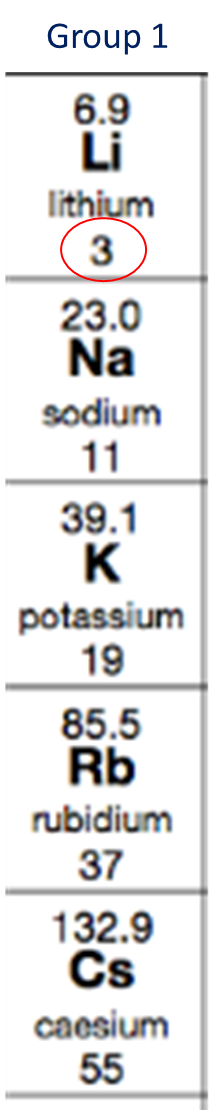 Group 1
6.9
Li
lithium
3
23.0
Na
sodium
11
39.1
K
potassium
19
85.5
Rb
rubidium
37
132.9
Cs
caesium
55